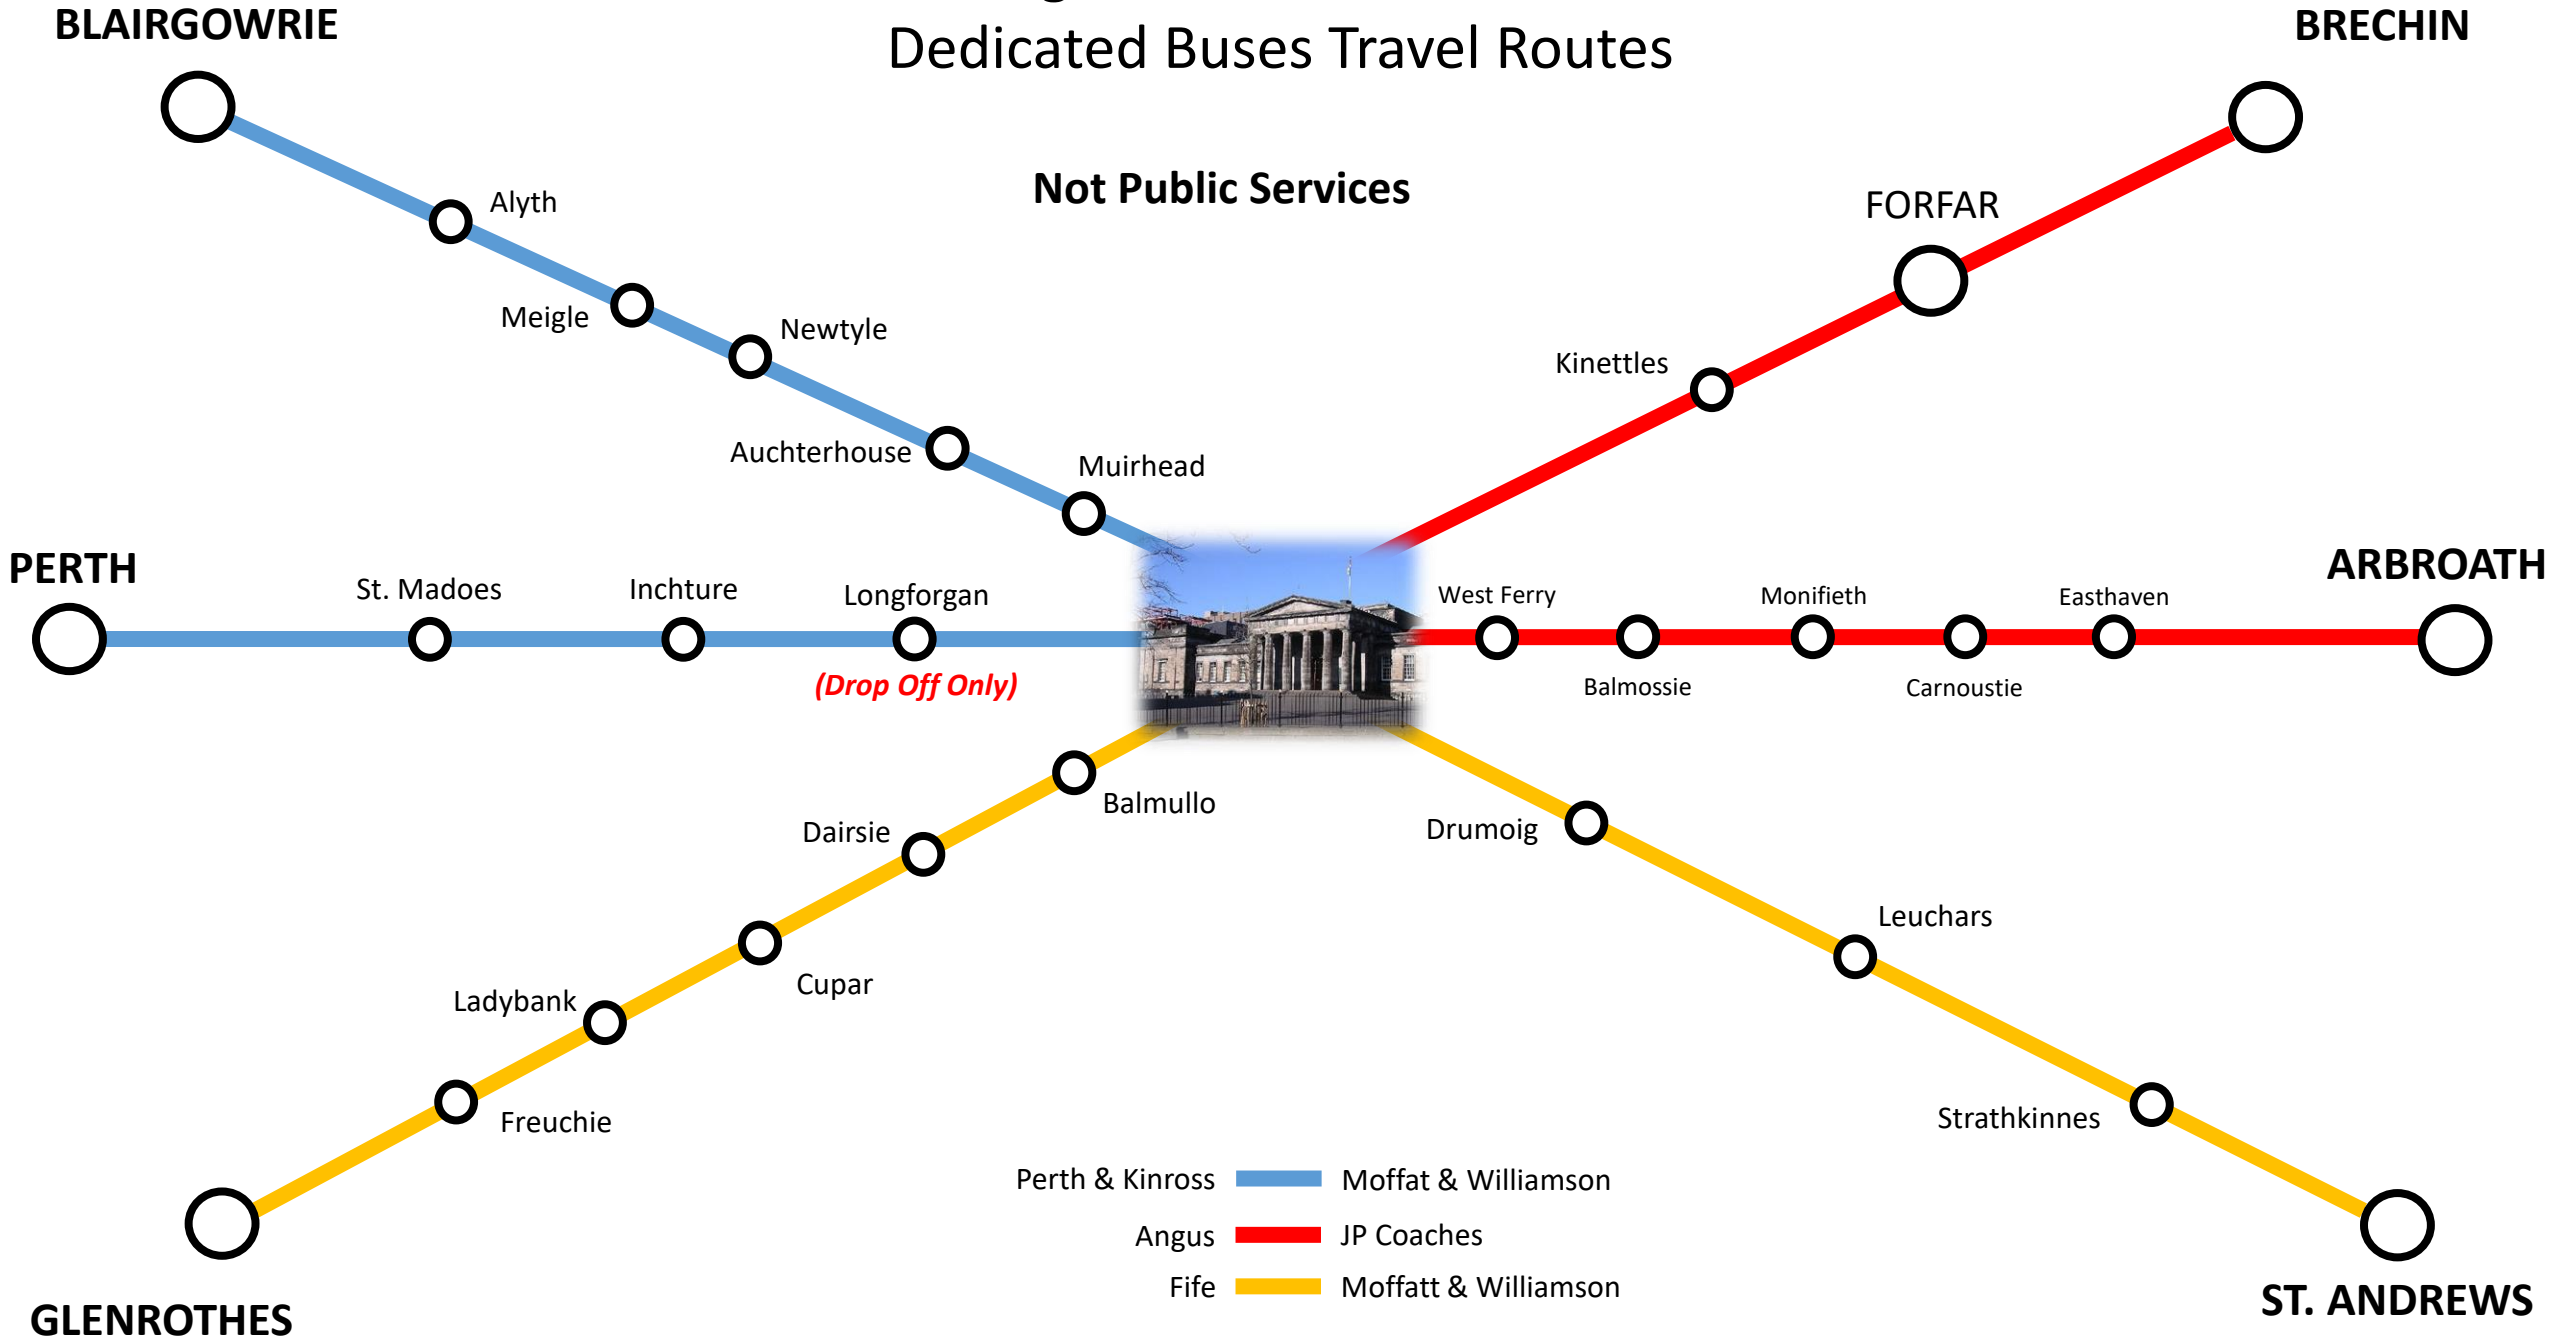 BLAIRGOWRIE
BRECHIN
Dedicated Buses Travel Routes
Not Public Services
Alyth
FORFAR
Meigle
Newtyle
Kinettles
Auchterhouse
Muirhead
PERTH
ARBROATH
St. Madoes
Inchture
Longforgan
West Ferry
Monifieth
Easthaven
(Drop Off Only)
Balmossie
Carnoustie
Balmullo
Dairsie
Drumoig
Cupar
Leuchars
Ladybank
Freuchie
Strathkinnes
Perth & Kinross Moffat & Williamson
Angus JP Coaches
Fife Moffatt & Williamson
GLENROTHES
ST. ANDREWS